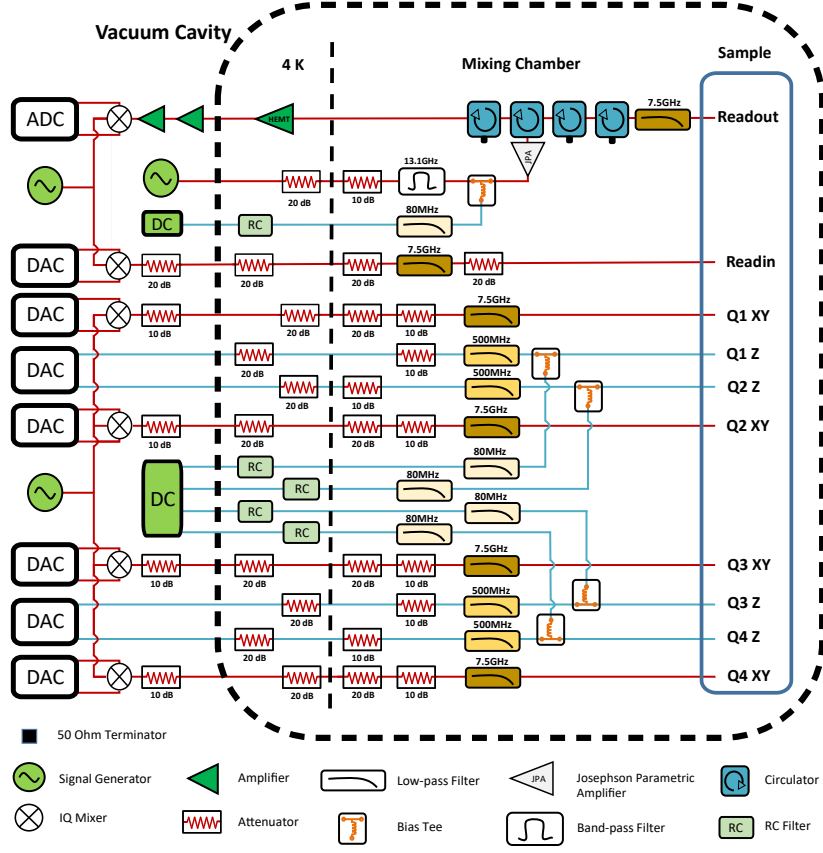 Vacuum Cavity
4 K
Mixing Chamber
Sample
ADC
HEMT
7.5GHz
Readout
JPA
13.1GHz
20 dB
10 dB
DC
RC
80MHz
DAC
7.5GHz
Readin
20 dB
20 dB
20 dB
20 dB
DAC
7.5GHz
Q1 XY
10 dB
20 dB
20 dB
10 dB
DAC
500MHz
Q1 Z
20 dB
10 dB
500MHz
Q2 Z
20 dB
10 dB
DAC
7.5GHz
Q2 XY
10 dB
20 dB
20 dB
10 dB
DC
RC
80MHz
RC
80MHz
RC
80MHz
RC
80MHz
DAC
7.5GHz
Q3 XY
10 dB
20 dB
20 dB
10 dB
DAC
500MHz
Q3 Z
20 dB
10 dB
500MHz
Q4 Z
20 dB
10 dB
DAC
7.5GHz
Q4 XY
10 dB
20 dB
20 dB
10 dB
50 Ohm Terminator
Signal Generator
Amplifier
Low-pass Filter
JPA
Josephson Parametric
Amplifier
Circulator
IQ Mixer
Attenuator
Bias Tee
Band-pass Filter
RC
RC Filter